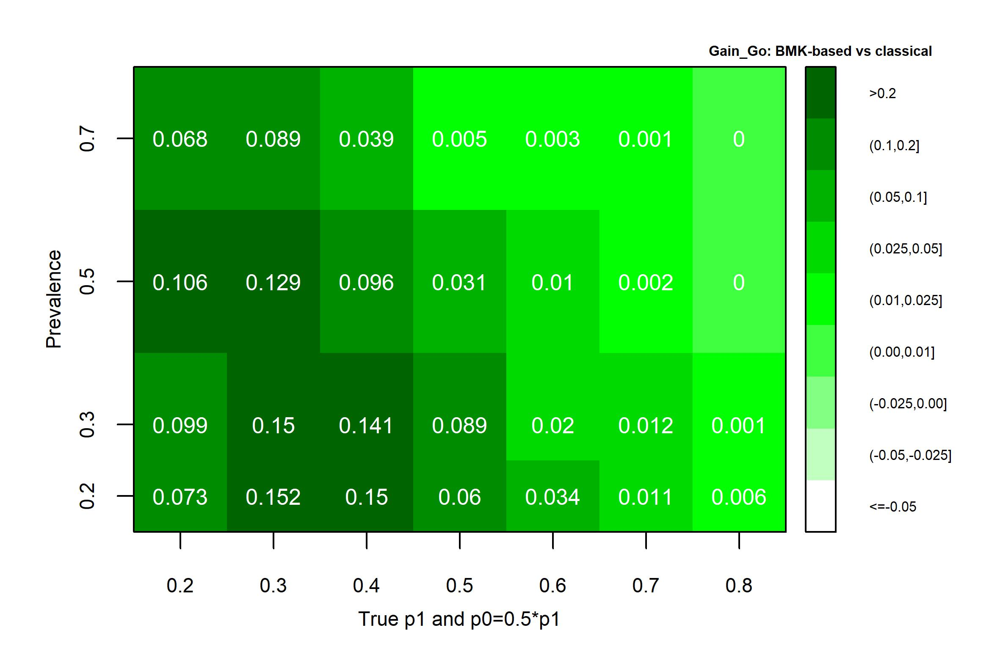 Gain_Go: BMK-based vs classical
0.7 0.068 0.089 0.039 0.005 0.003 0.001 0
0.5 0.106 0.129 0.096 0.031 0.01 0.002 0
0.3 0.099 0.15 0.141 0.089 0.02 0.012 0.001
0.2 0.073 0.152 0.15 0.06 0.034 0.011 0.006
Prevalence
0.2 0.3 0.4 0.5 0.6 0.7 0.8
True p1 and p0=0.5*p1
>0.2
(0.1,0.2]
(0.05,0.1]
(0.025,0.05]
(0.01,0.025]
(0.00,0.01]
(-0.025,0.00]
(-0.05,-0.025]
<=-0.05